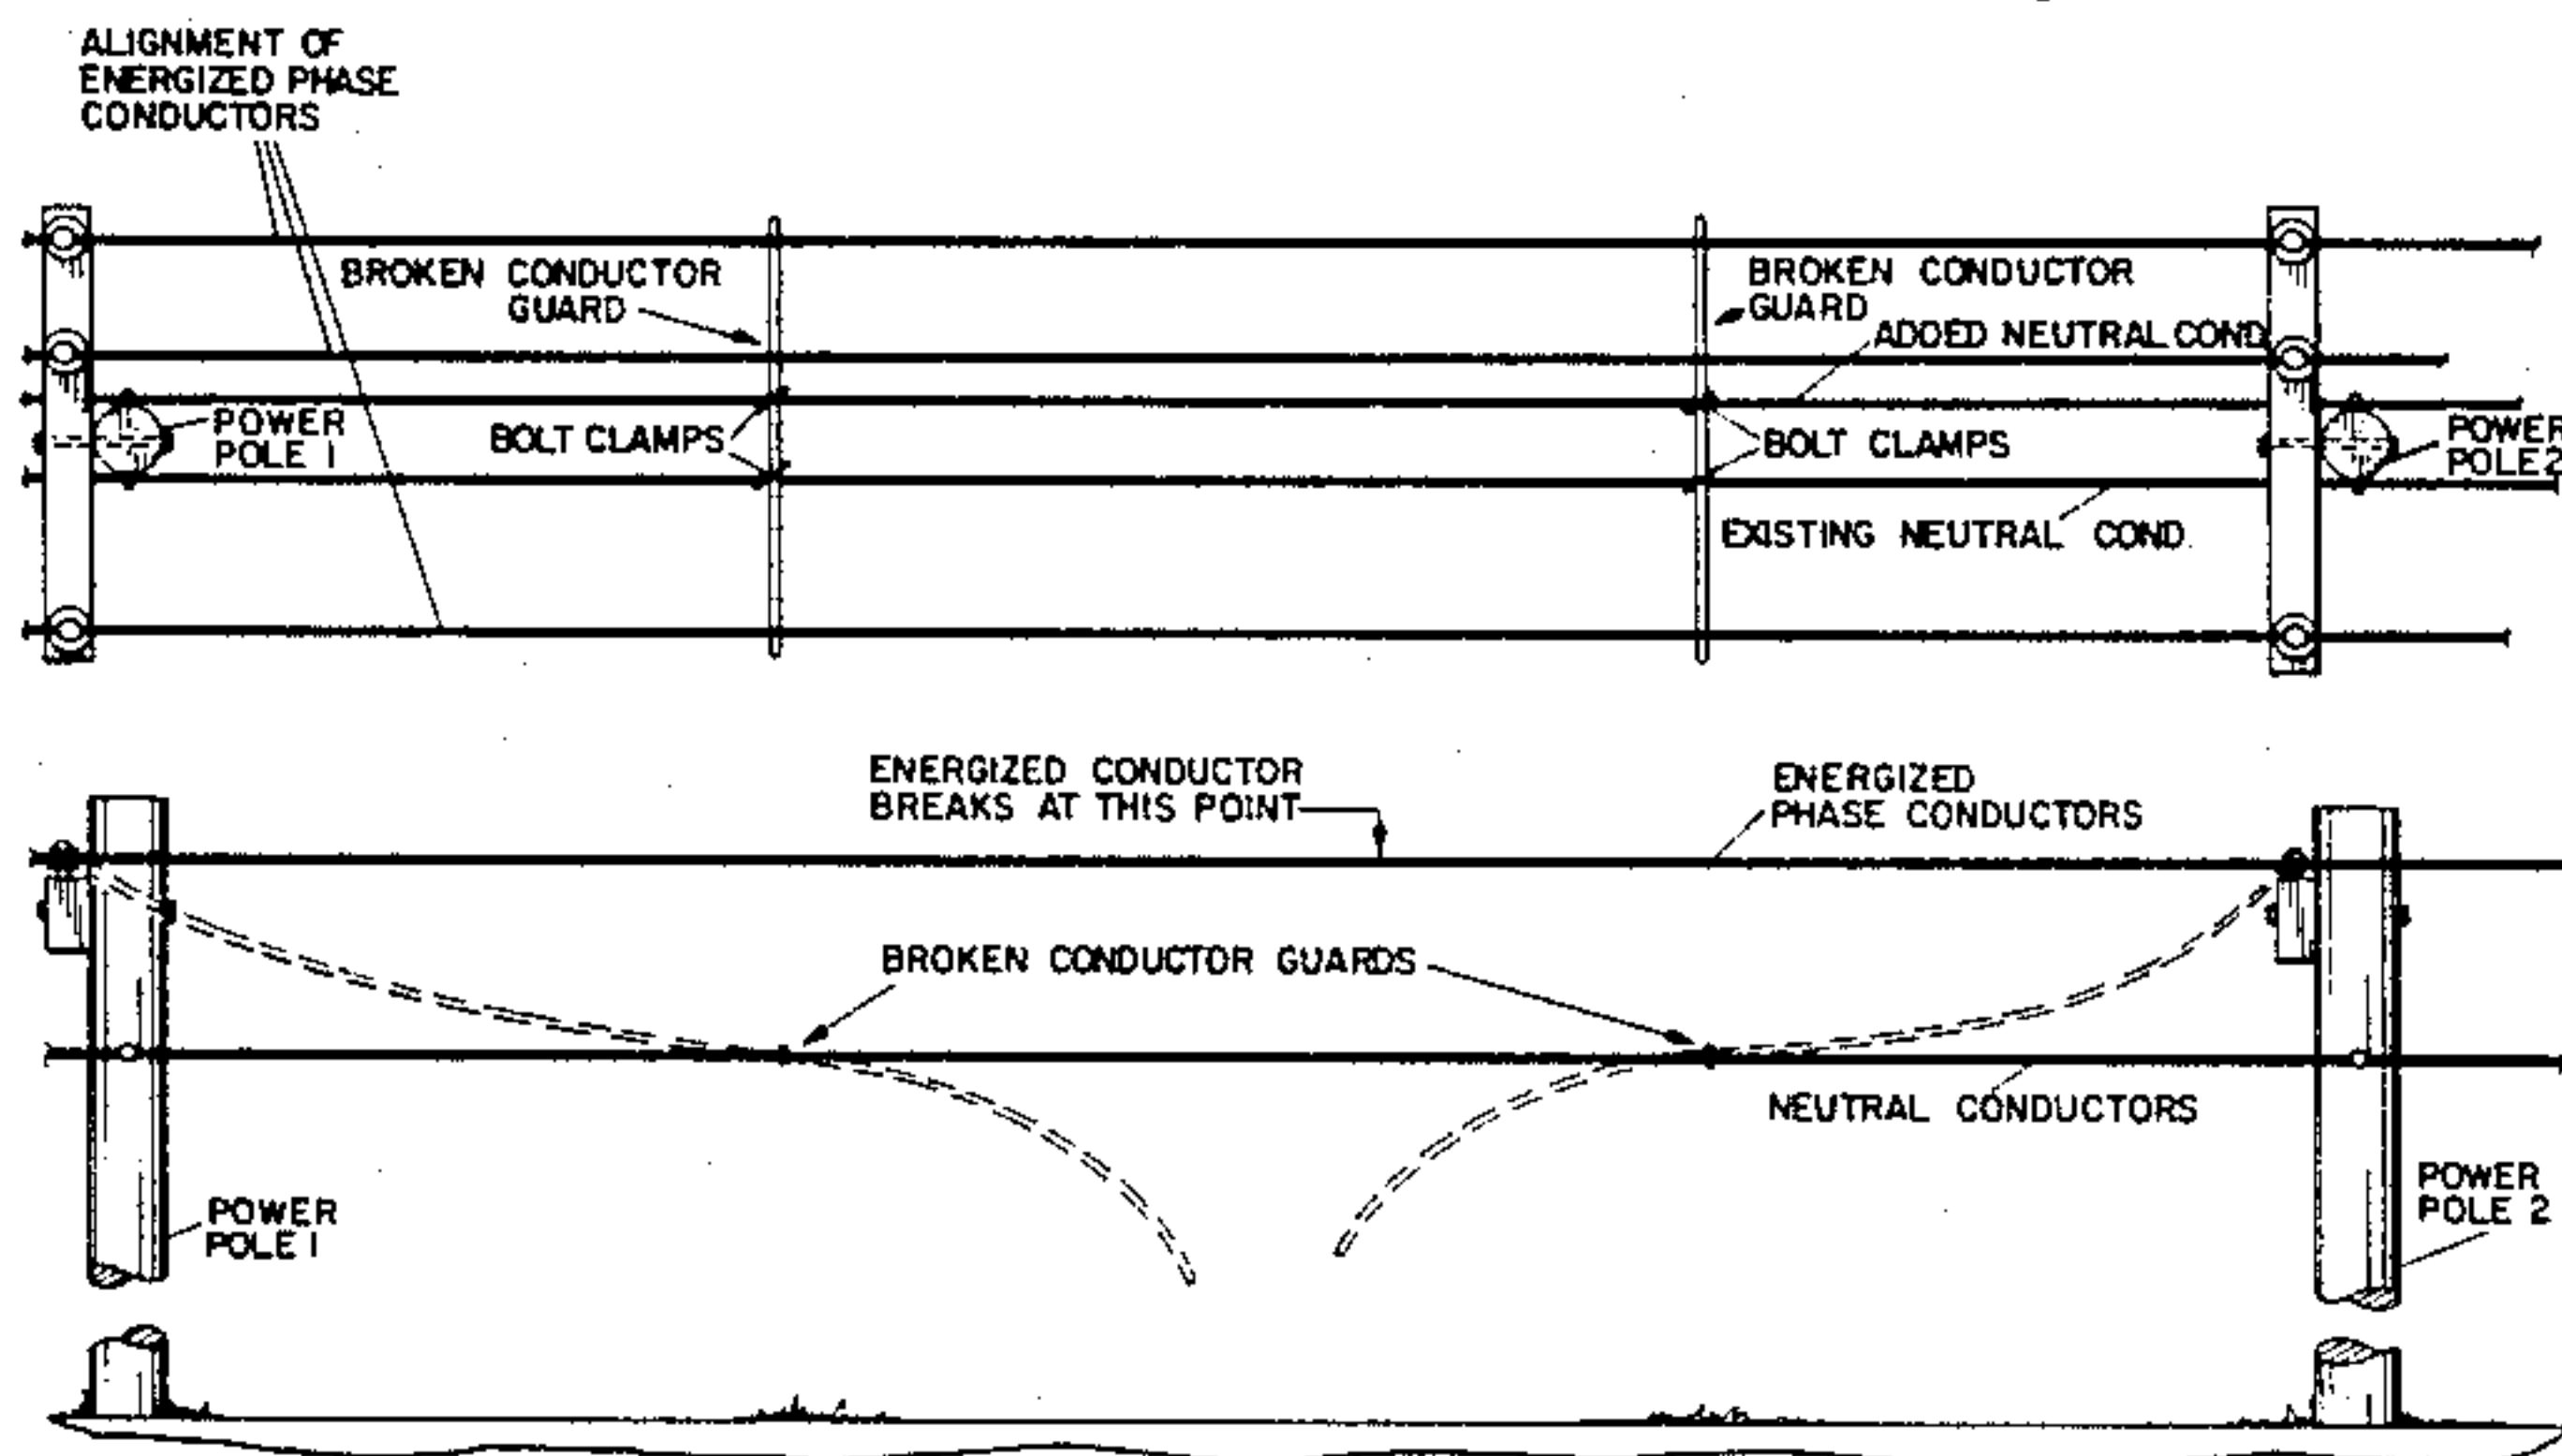 ALIGNMENT OF
ENERGIZED PHASE
CONDUCTORS
BROKEN CONDUCTOR
GUARD
BROKEN CONDUCTOR
GUARD
ADDED NEUTRAL COND
POWER
POLE 1
BOLT CLAMPS
BOLT CLAMPS
POWER
POLE 2
EXISTING NEUTRAL COND.
ENERGIZED CONDUCTOR
BREAKS AT THIS POINT
ENERGIZED
PHASE CONDUCTORS
BROKEN CONDUCTOR GUARDS
NEUTRAL CONDUCTORS
POWER
POLE 1
POWER
POLE 2